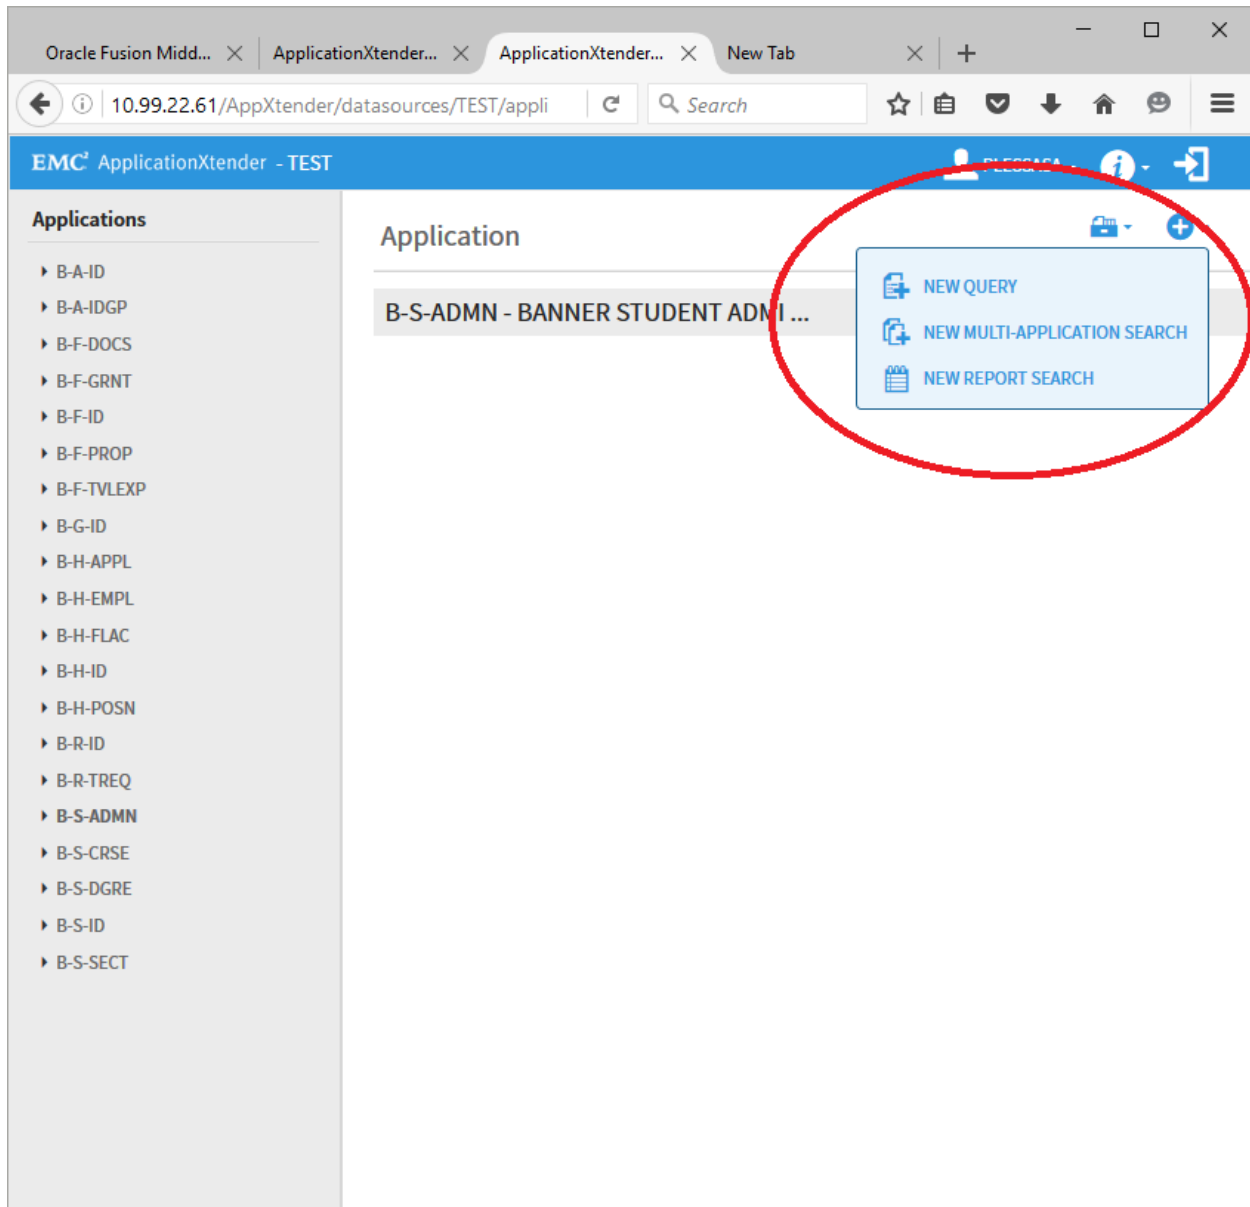 Oracle Fusion Midd... ApplicationXtender... ApplicationXtender... New Tab
10.99.22.61/AppXtender/datasources/TEST/appli Search
EMC² ApplicationXtender - TEST
Applications
B-A-ID
B-A-IDGP
B-F-DOCS
B-F-GRNT
B-F-ID
B-F-PROP
B-F-TVLEXP
B-G-ID
B-H-APPL
B-H-EMPL
B-H-FLAC
B-H-ID
B-H-POSN
B-R-ID
B-R-TREQ
B-S-ADMN
B-S-CRSE
B-S-DGRE
B-S-ID
B-S-SECT
Application
B-S-ADMN - BANNER STUDENT ADMI ...
NEW QUERY
NEW MULTI-APPLICATION SEARCH
NEW REPORT SEARCH